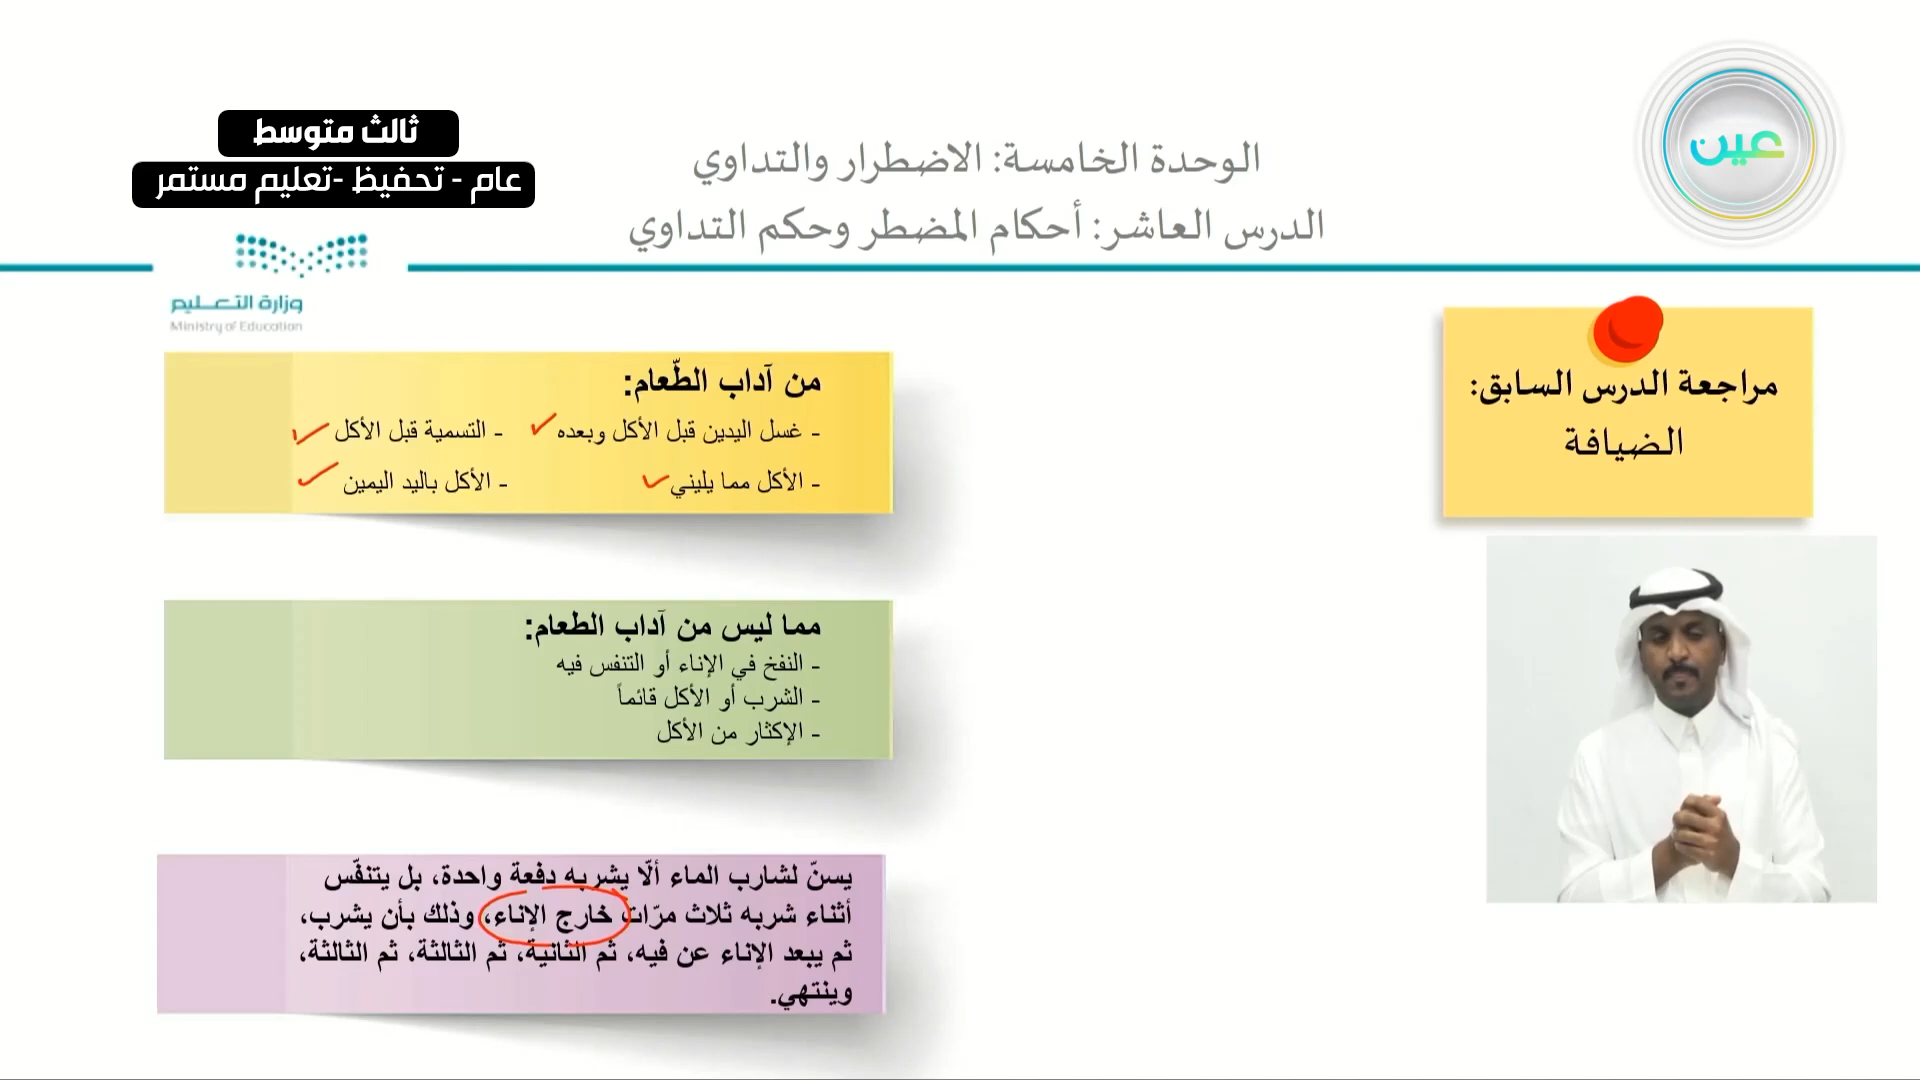 ثالث متوسط
عام - تحفيظ -تعليم مستمر
الوحدة الخامسة: الاضطرار والتداوي
الدرس العاشر: أحكام المضطر وحكم التداوي
عين
وزارة التعليم
Ministry of Education
مراجعة الدرس السابق:
الضيافة
من آداب الطّعام:
- غسل اليدين قبل الأكل وبعده - التسمية قبل الأكل
- الأكل مما يليني - الأكل باليد اليمين
مما ليس من آداب الطعام:
- النفخ في الإناء أو التنفس فيه
- الشرب أو الأكل قائماً
- الإكثار من الأكل
يسنّ لشارب الماء ألّا يشربه دفعة واحدة، بل يتنفّس
أثناء شربه ثلاث مرّات خارج الإناء، وذلك بأن يشرب،
ثم يبعد الإناء عن فيه، ثم الثانية، ثم الثالثة، ثم الثالثة،
وينتهي.